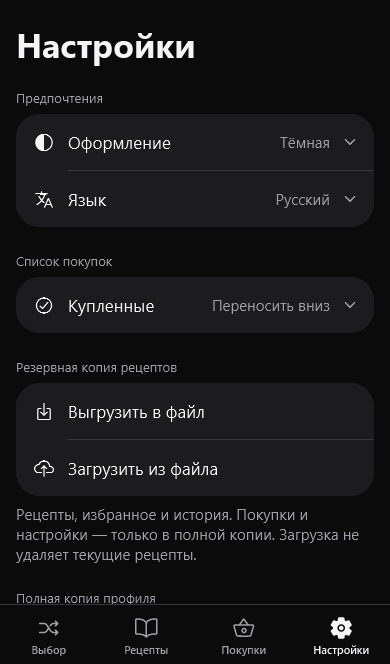 Настройки
Предпочтения
Оформление Тёмная
Язык Русский
Список покупок
Купленные Переносить вниз
Резервная копия рецептов
Выгрузить в файл
Загрузить из файла
Рецепты, избранное и история. Покупки и
настройки — только в полной копии. Загрузка не
удаляет текущие рецепты.
Полная копия профиля
Выбор Рецепты Покупки Настройки